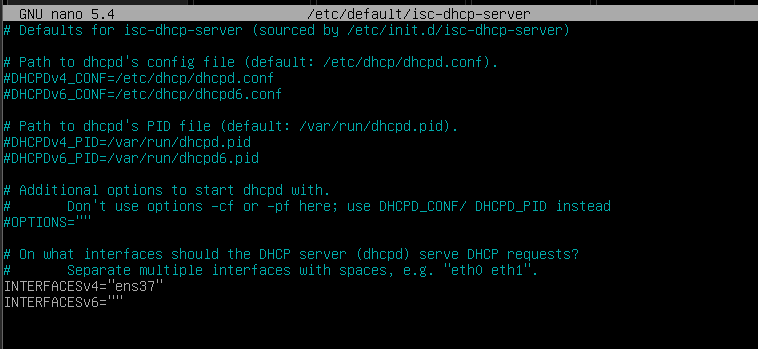 GNU nano 5.4 /etc/default/isc-dhcp-server
# Defaults for isc-dhcp-server (sourced by /etc/init.d/isc-dhcp-server)
# Path to dhcpd's config file (default: /etc/dhcp/dhcpd.conf).
#DHCPDv4_CONF=/etc/dhcp/dhcpd.conf
#DHCPDv6_CONF=/etc/dhcp/dhcpd6.conf
# Path to dhcpd's PID file (default: /var/run/dhcpd.pid).
#DHCPDv4_PID=/var/run/dhcpd.pid
#DHCPDv6_PID=/var/run/dhcpd6.pid
# Additional options to start dhcpd with.
#       Don't use options -cf or -pf here; use DHCPD_CONF/ DHCPD_PID instead
#OPTIONS=""
# On what interfaces should the DHCP server (dhcpd) serve DHCP requests?
#       Separate multiple interfaces with spaces, e.g. "eth0 eth1".
INTERFACESv4="ens37"
INTERFACESv6=""